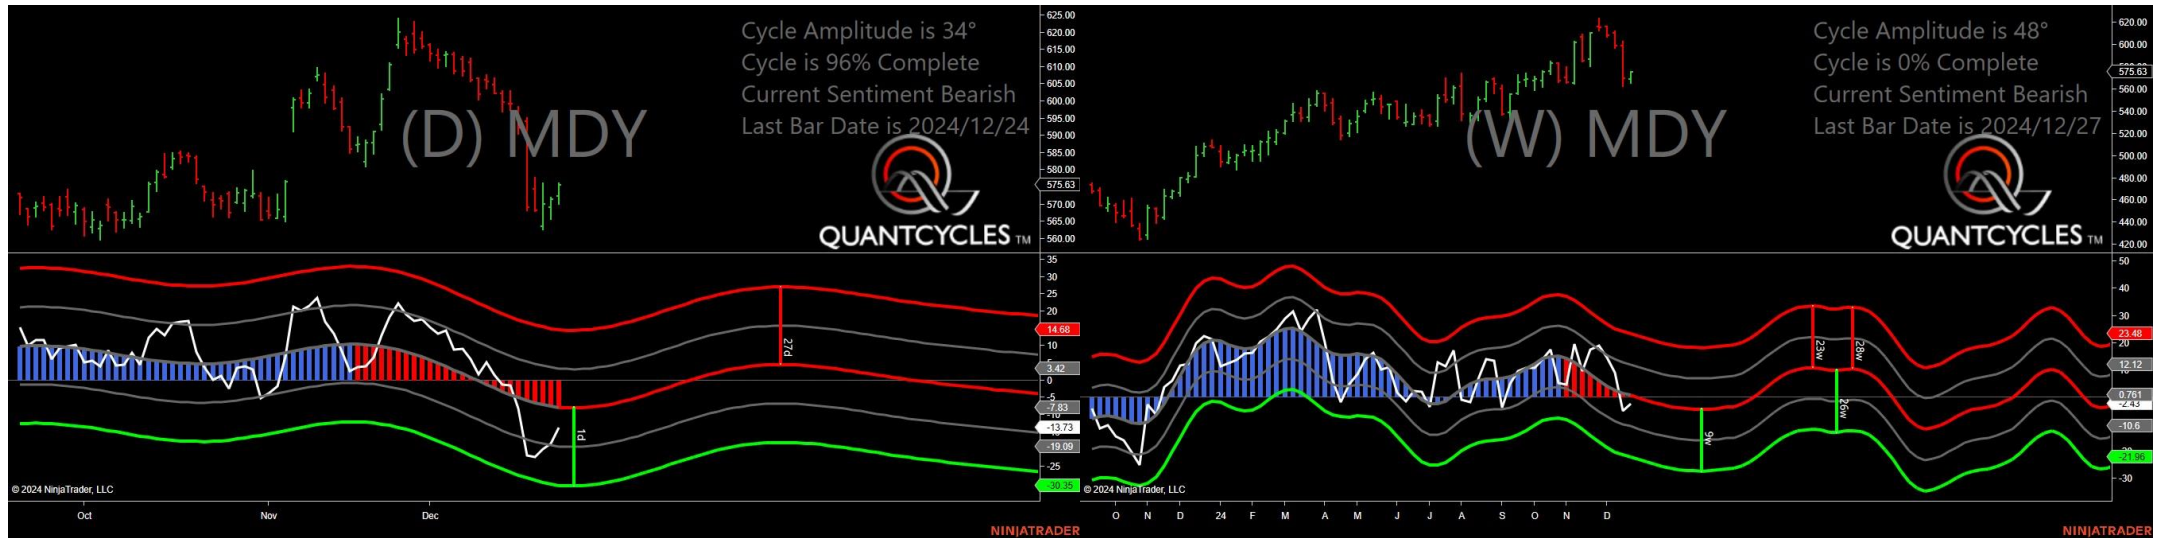 Cycle Amplitude is 34°
Cycle is 96% Complete
Current Sentiment Bearish
Last Bar Date is 2024/12/24
(D) MDY
QUANTCYCLES TM
625.00
620.00
615.00
610.00
605.00
600.00
595.00
590.00
585.00
580.00
575.63
570.00
565.00
560.00
35
30
25
20
14.68
10
5
3.42
0
-5
-7.83
-10
-13.73
-19.09
-25
-30.35
27d
1d
© 2024 NinjaTrader, LLC
Oct Nov Dec
NINJATRADER
Cycle Amplitude is 48°
Cycle is 0% Complete
Current Sentiment Bearish
Last Bar Date is 2024/12/27
(W) MDY
QUANTCYCLES TM
620.00
600.00
575.63
560.00
540.00
520.00
500.00
480.00
460.00
440.00
420.00
50
40
30
23.48
20
12.12
0.761
-2.43
-10.6
-21.96
-30
23w
28w
26w
9w
© 2024 NinjaTrader, LLC
O N D 24 F M A M J J A S O N D
NINJATRADER